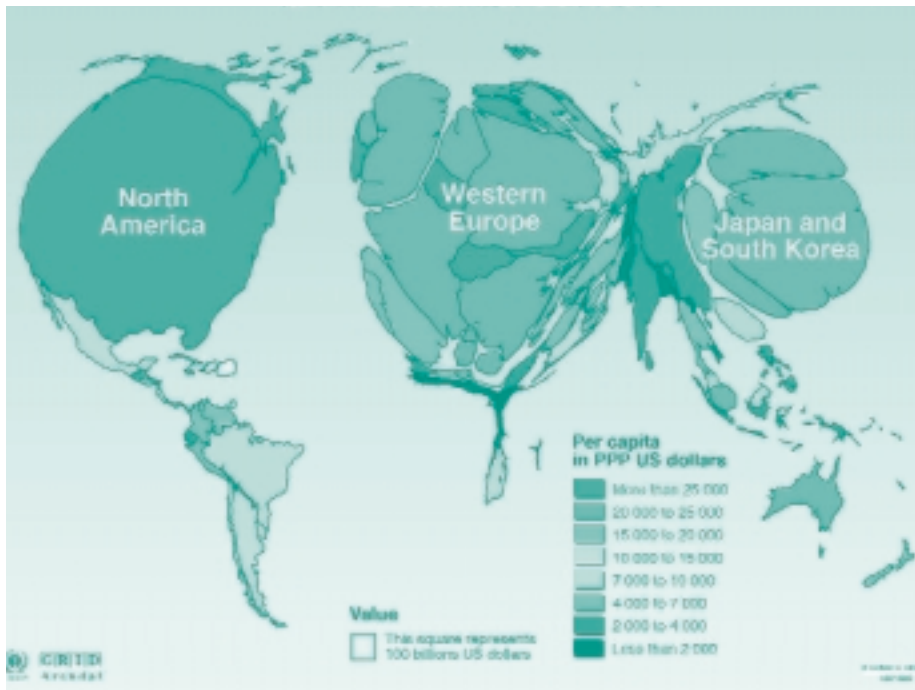 North
America
Western
Europe
Japan and
South Korea
Per capita
in PPP US dollars
More than 25 000
20 000 to 25 000
15 000 to 20 000
10 000 to 15 000
7 000 to 10 000
4 000 to 7 000
2 000 to 4 000
Less than 2 000
Value
This square represents
100 billions US dollars
GRID
Arendal